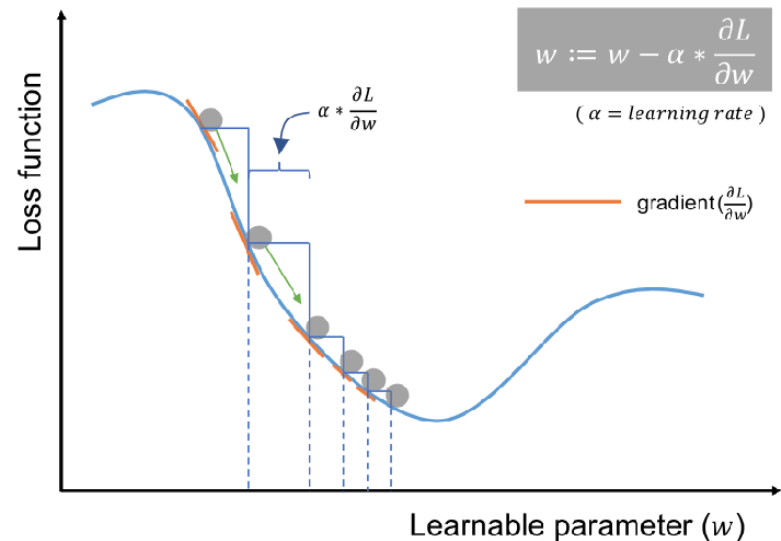 w := w − α * ∂L/∂w
( α = learning rate )
α * ∂L/∂w
gradient(∂L/∂w)
Loss function
Learnable parameter (w)